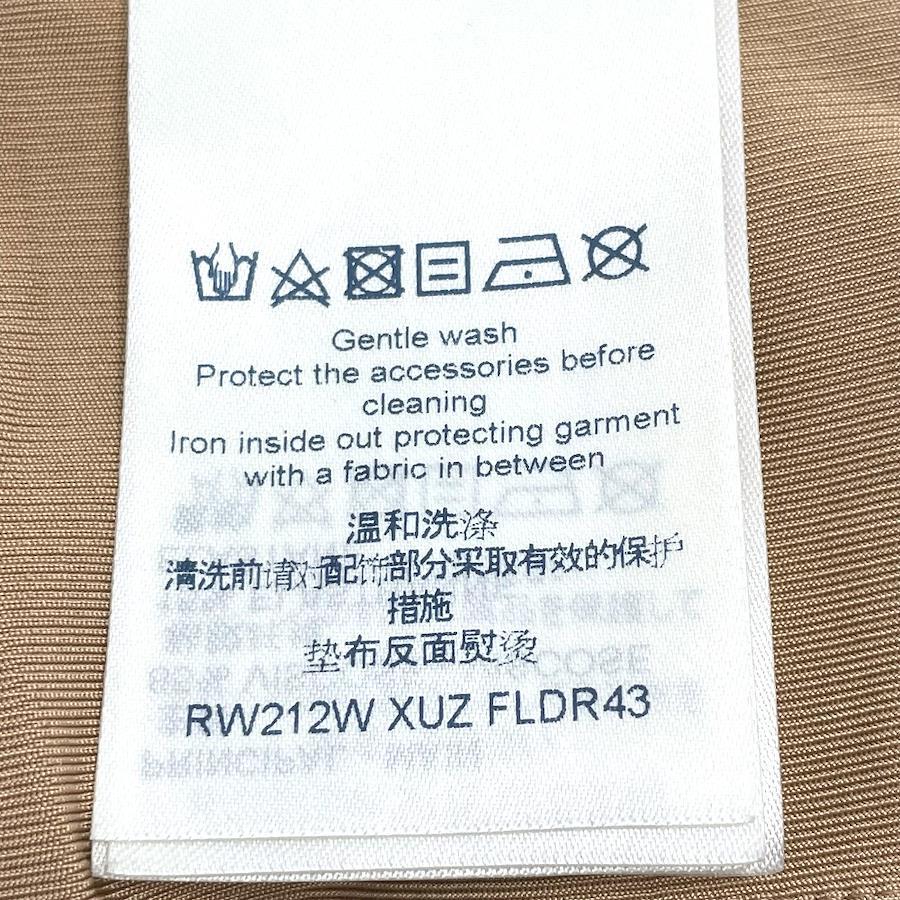 Gentle wash
Protect the accessories before
cleaning
Iron inside out protecting garment
with a fabric in between
温和洗涤
清洗前请对配饰部分采取有效的保护
措施
垫布反面熨烫
RW212W XUZ FLDR43